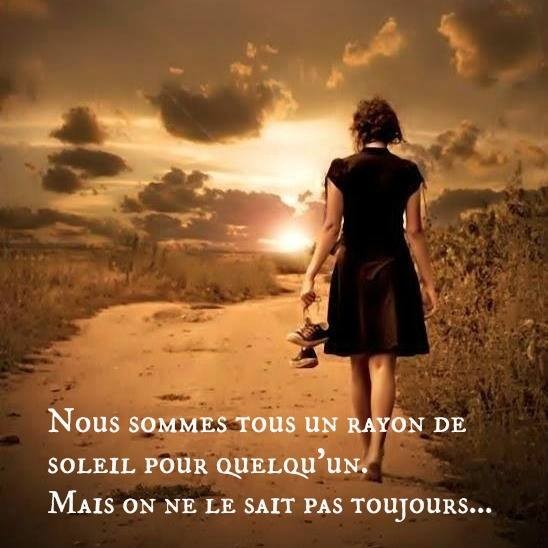 Nous sommes tous un rayon de
soleil pour quelqu'un.
Mais on ne le sait pas toujours...